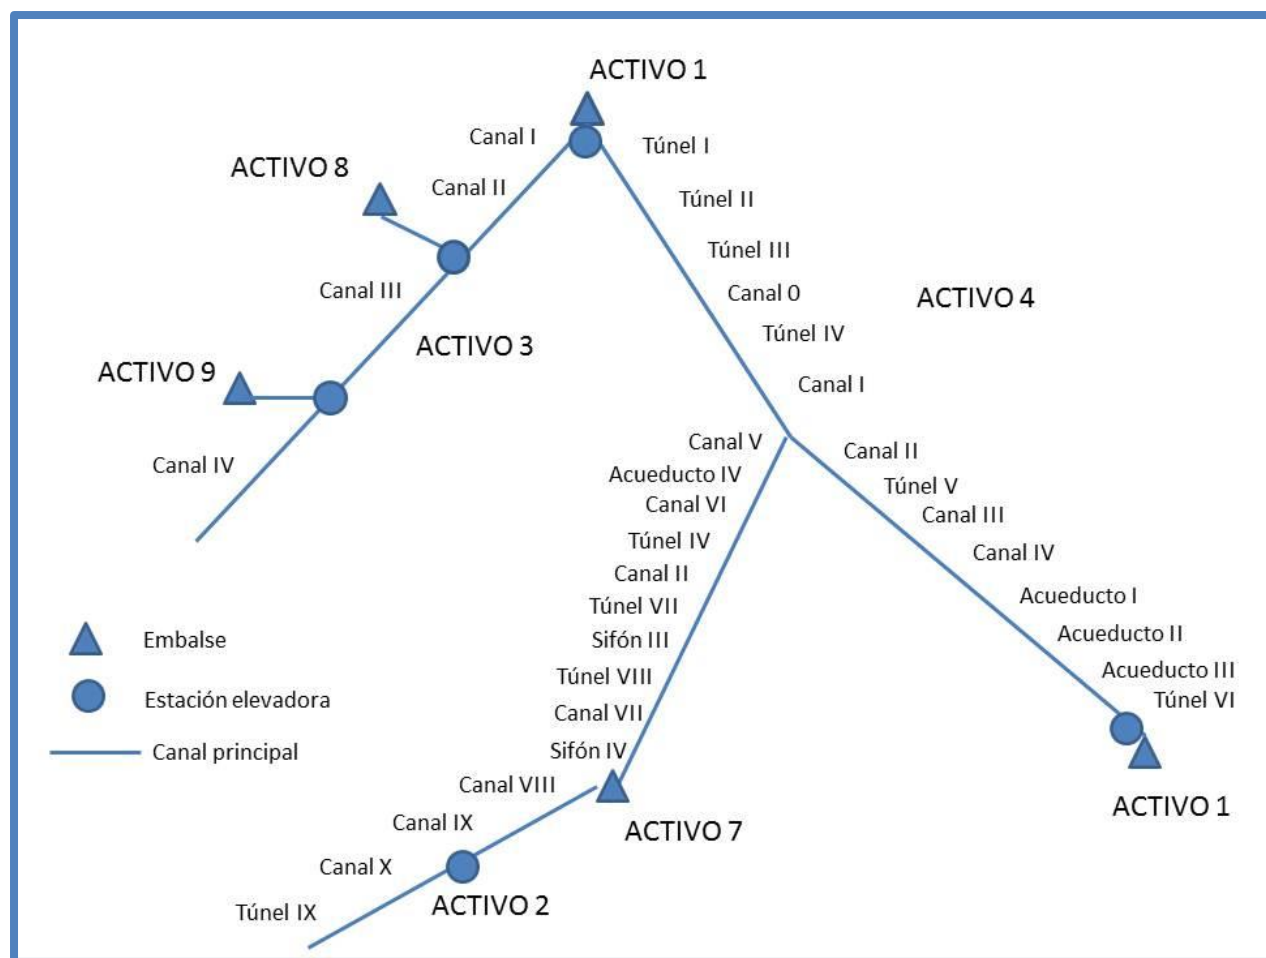 ACTIVO 1
Canal I
Túnel I
ACTIVO 8
Canal II
Túnel II
Túnel III
Canal III
Canal 0
ACTIVO 4
Túnel IV
ACTIVO 3
ACTIVO 9
Canal I
Canal IV
Canal V
Canal II
Acueducto IV
Túnel V
Canal VI
Canal III
Túnel IV
Canal IV
Canal II
Túnel VII
Acueducto I
Sifón III
Acueducto II
Túnel VIII
Acueducto III
Túnel VI
Canal VII
Sifón IV
Embalse
Estación elevadora
Canal principal
Canal VIII
ACTIVO 1
Canal IX
ACTIVO 7
Canal X
ACTIVO 2
Túnel IX